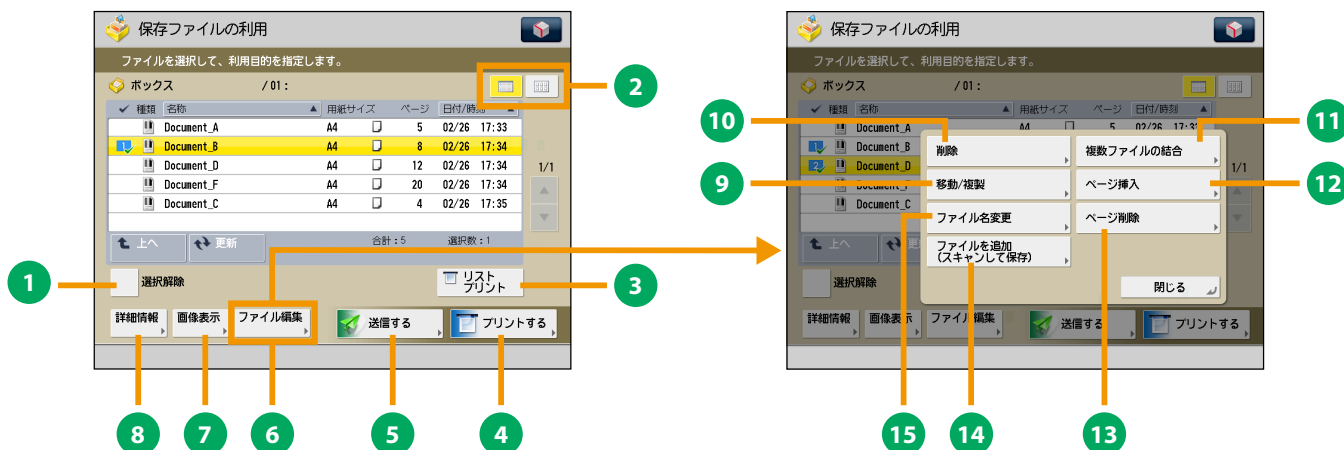 保存ファイルの利用
ファイルを選択して、利用目的を指定します。
ボックス /01:
2
✓ 種類 名称 ▲ 用紙サイズ ページ 日付/時刻 ▲
Document_A A4 5 02/26 17:33
1 Document_B A4 8 02/26 17:34
Document_D A4 12 02/26 17:34
Document_F A4 20 02/26 17:34
Document_C A4 4 02/26 17:35
1/1
上へ 更新 合計:5 選択数:1
1 選択解除 リスト
プリント 3
詳細情報 画像表示 ファイル編集 送信する プリントする
8 7 6 5 4
保存ファイルの利用
ファイルを選択して、利用目的を指定します。
ボックス /01:
✓ 種類 名称 ▲ 用紙サイズ ページ 日付/時刻 ▲
Document_A A4 5 02/26 17:33
1 Document_B
2 Document_D
Document_F
Document_C
1/1
10 削除 複数ファイルの結合 11
9 移動/複製 ページ挿入 12
ファイル名変更 ページ削除
ファイルを追加
(スキャンして保存)
閉じる
上へ
選択解除
詳細情報 画像表示 ファイル編集 送信する プリントする
15 14 13